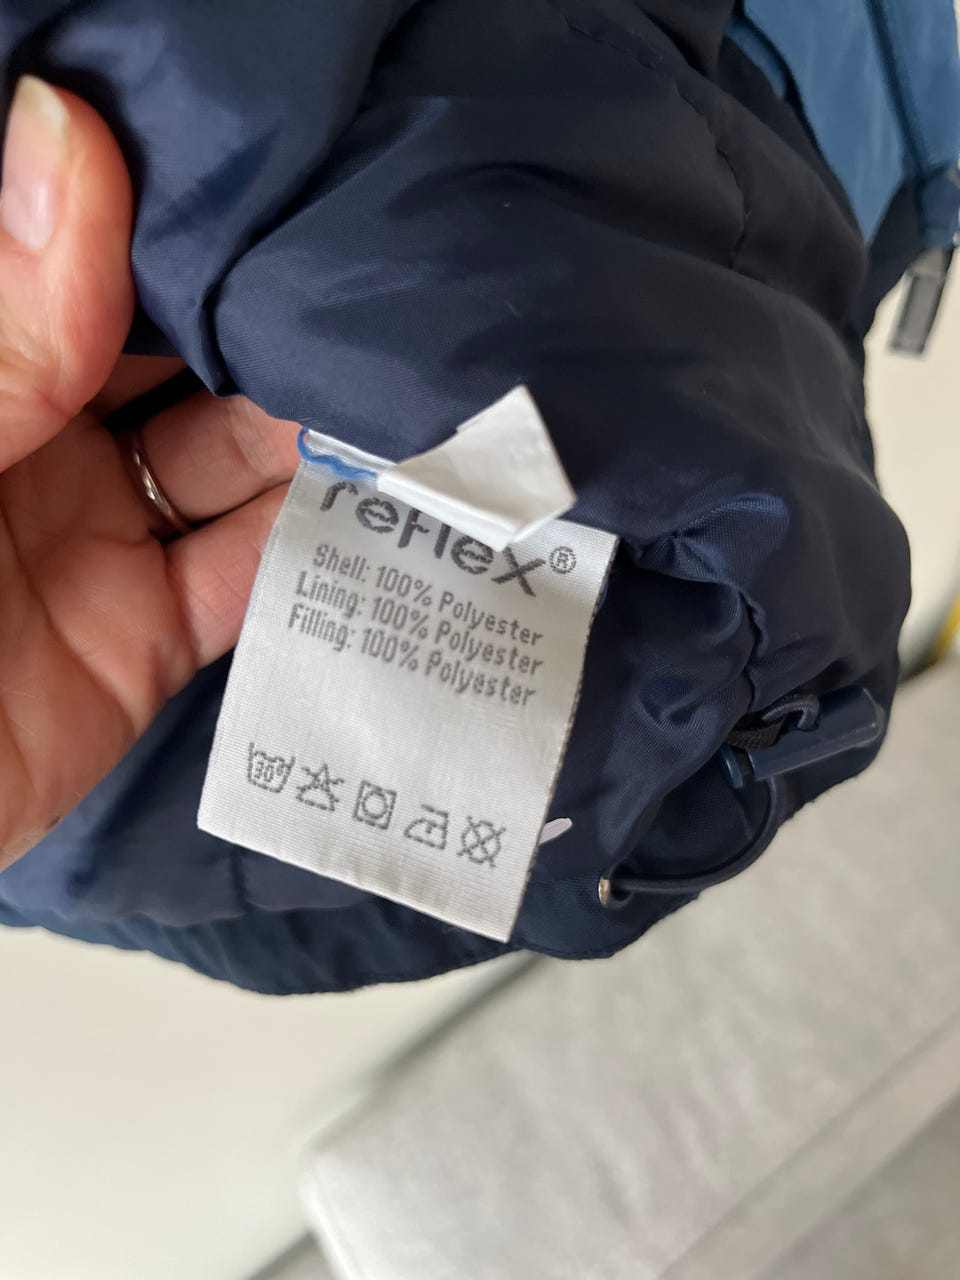 reflex®
Shell: 100% Polyester
Lining: 100% Polyester
Filling: 100% Polyester
30°